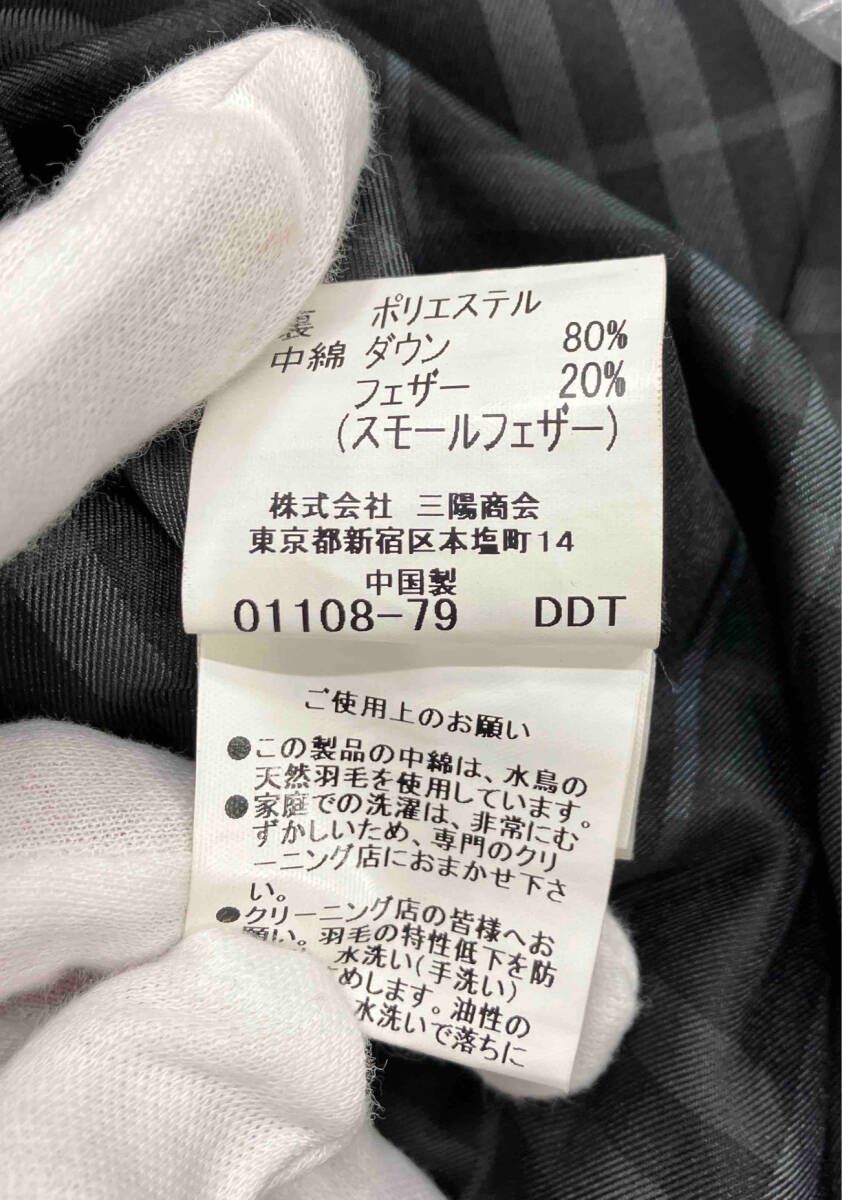 裏 ポリエステル
中綿 ダウン 80%
フェザー 20%
(スモールフェザー)
株式会社 三陽商会
東京都新宿区本塩町14
中国製
01108-79 DDT
ご使用上のお願い
●この製品の中綿は、水鳥の
天然羽毛を使用しています。
●家庭での洗濯は、非常にむ
ずかしいため、専門のクリ
ーニング店におまかせ下さ
い。
●クリーニング店の皆様へお
願い。羽毛の特性低下を防
水洗い(手洗い)
めします。油性の
水洗いで落ちに